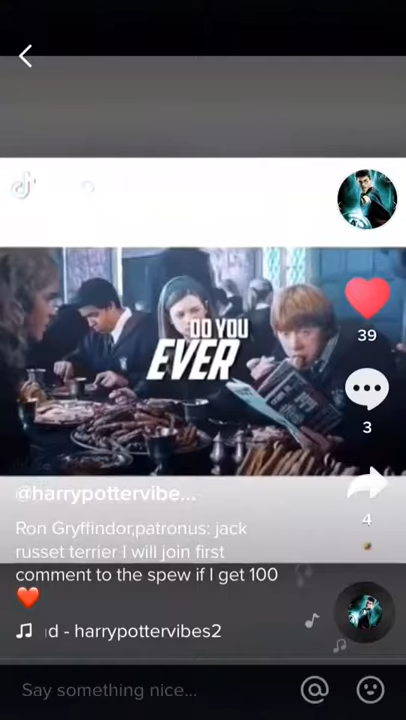 DO YOU
EVER
39
3
4
@harrypottervibe...
Ron Gryffindor,patronus: jack
russet terrier I will join first
comment to the spew if I get 100
❤️
d - harrypottervibes2
Say something nice...